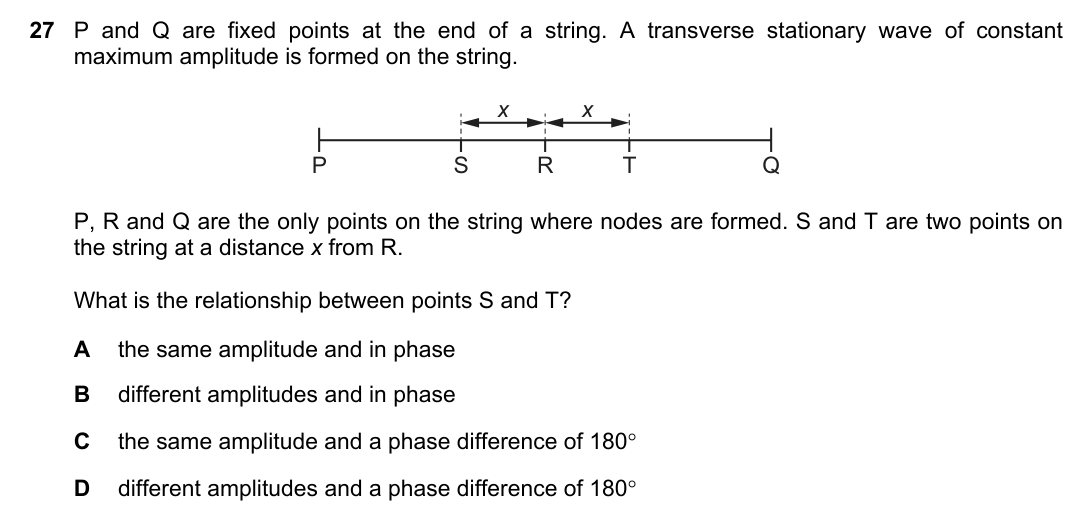 27 P and Q are fixed points at the end of a string. A transverse stationary wave of constant
maximum amplitude is formed on the string.
x x
P S R T Q
P, R and Q are the only points on the string where nodes are formed. S and T are two points on
the string at a distance x from R.
What is the relationship between points S and T?
A the same amplitude and in phase
B different amplitudes and in phase
C the same amplitude and a phase difference of 180°
D different amplitudes and a phase difference of 180°